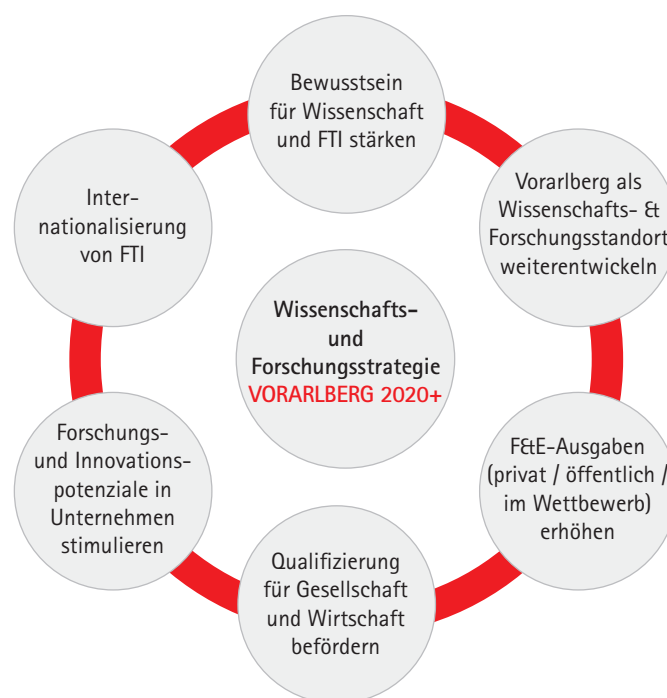 Bewusstsein
für Wissenschaft
und FTI stärken
Vorarlberg als
Wissenschafts- &
Forschungsstandort
weiterentwickeln
F&E-Ausgaben
(privat / öffentlich /
im Wettbewerb)
erhöhen
Qualifizierung
für Gesellschaft
und Wirtschaft
befördern
Forschungs-
und Innovations-
potenziale in
Unternehmen
stimulieren
Inter-
nationalisierung
von FTI
Wissenschafts-
und
Forschungsstrategie
VORARLBERG 2020+